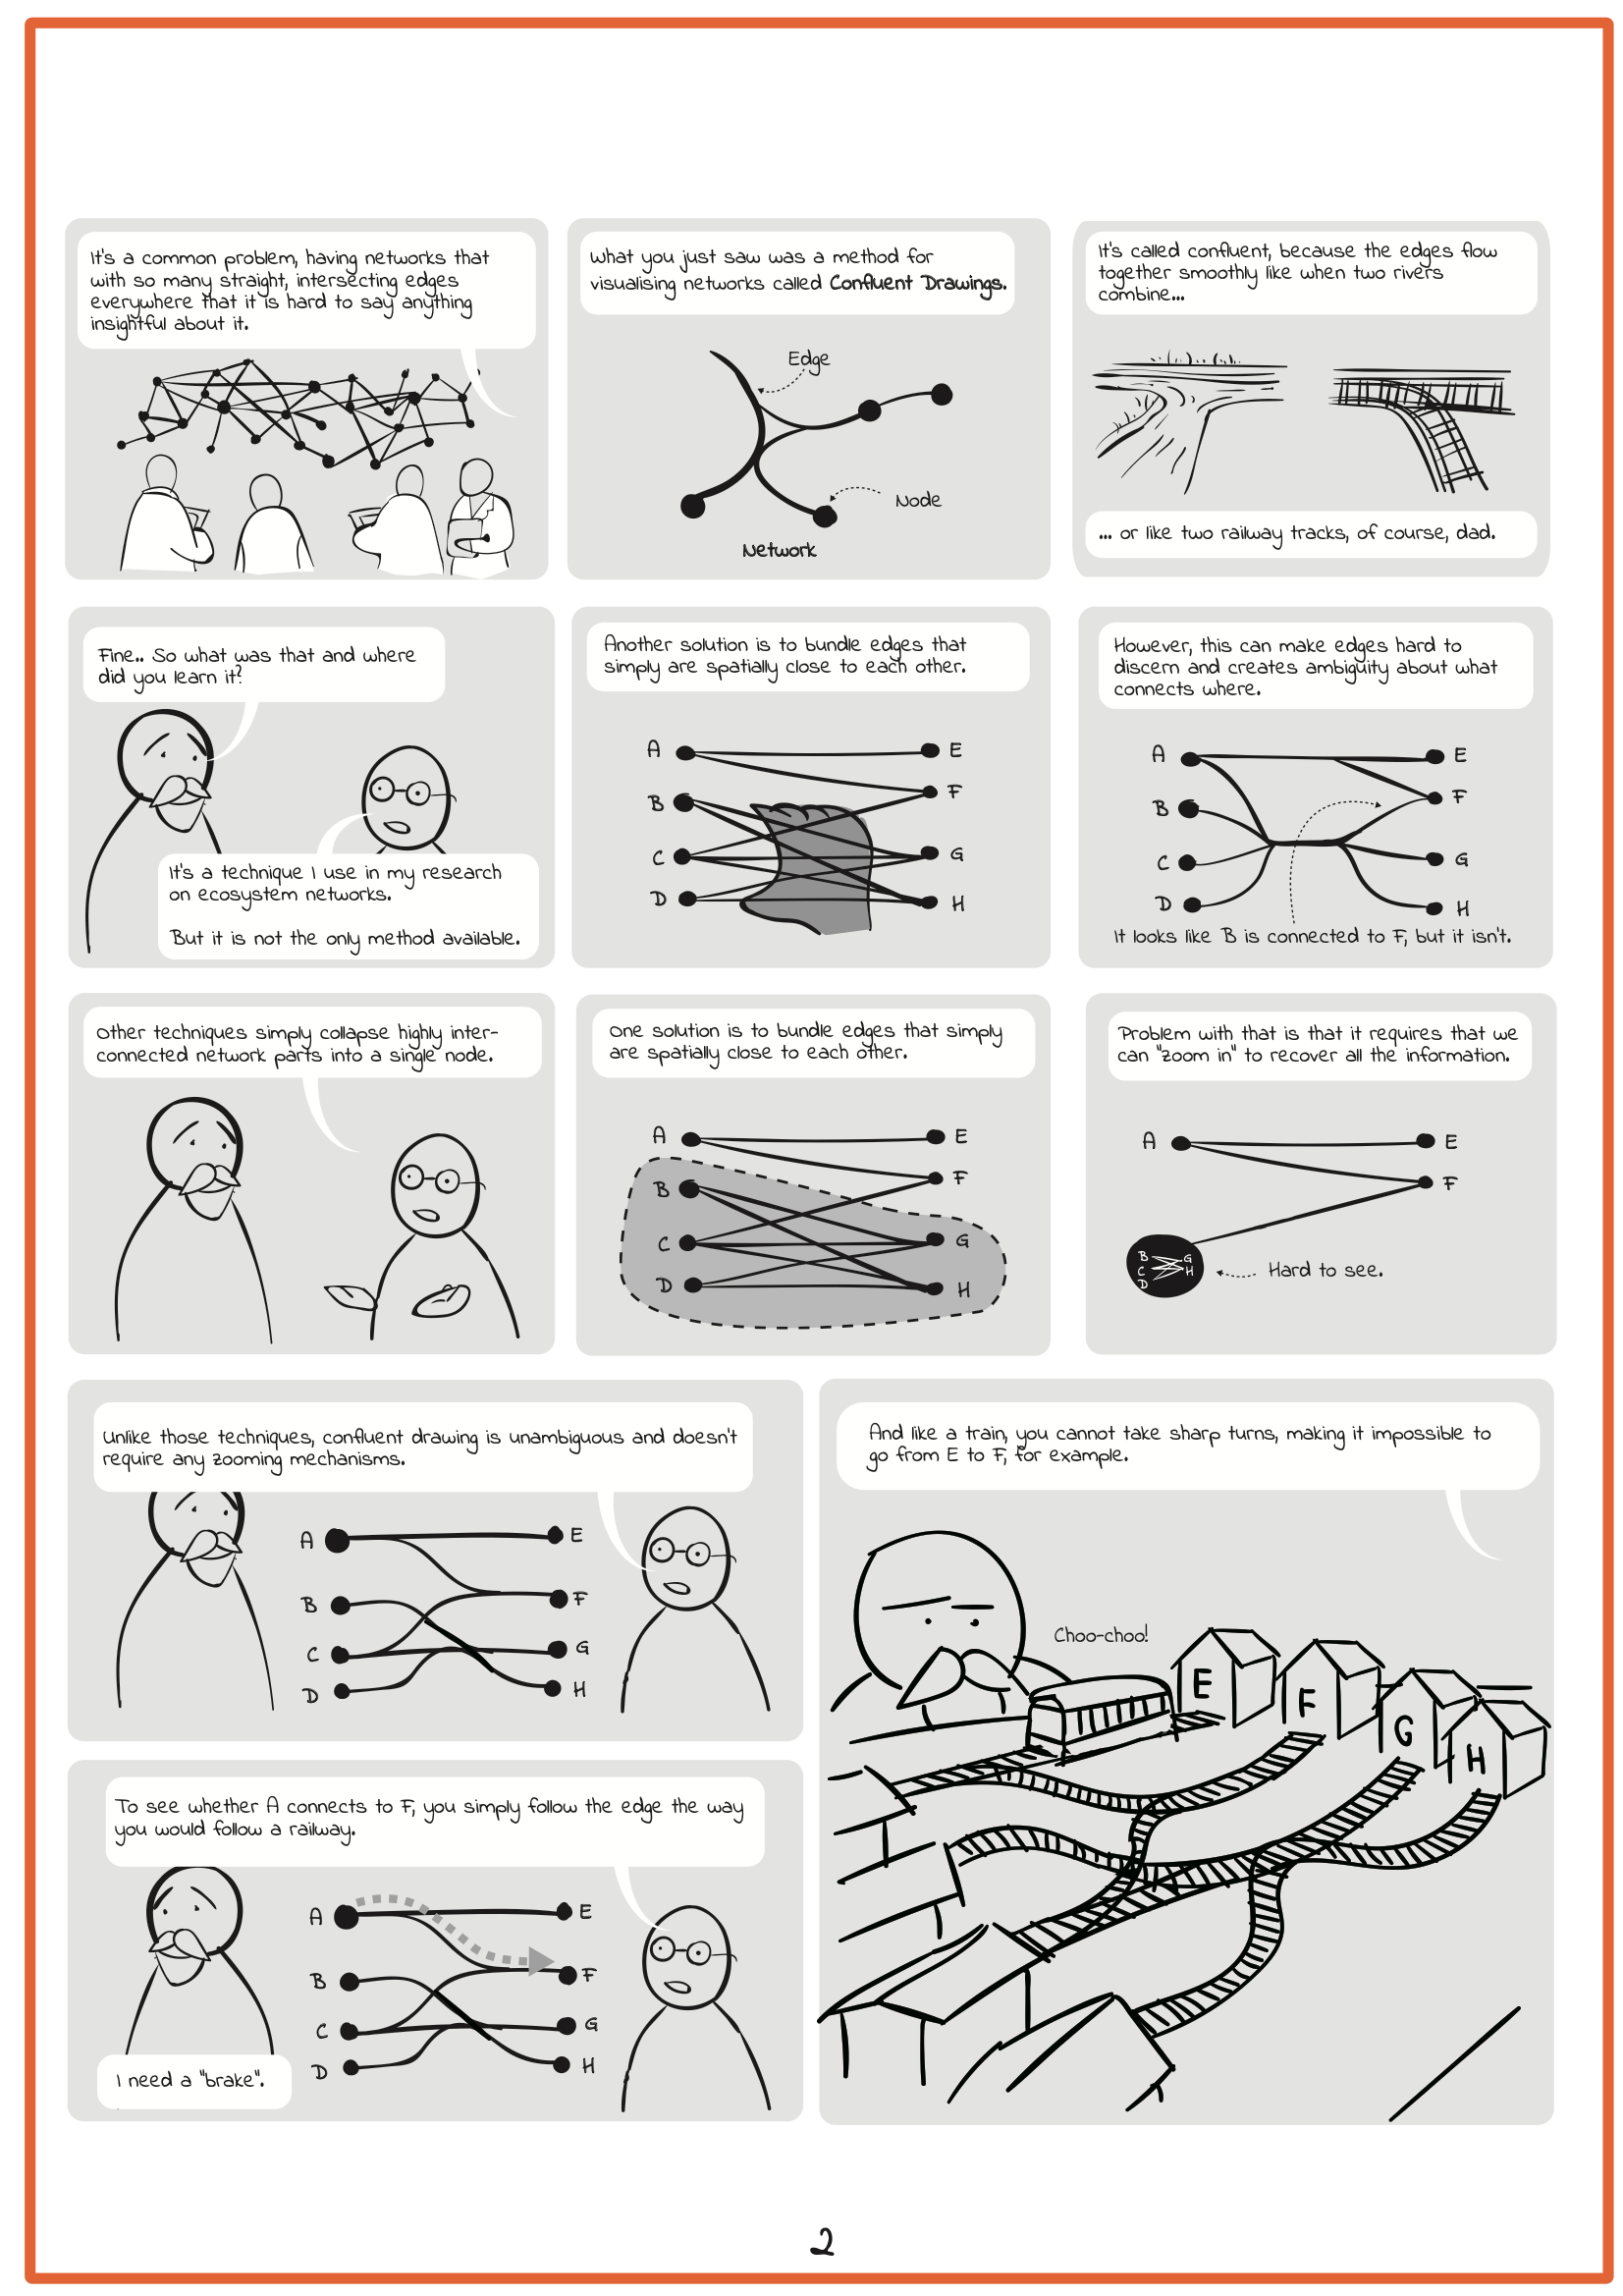 It's a common problem, having networks that
with so many straight, intersecting edges
everywhere that it is hard to say anything
insightful about it.
What you just saw was a method for
visualising networks called Confluent Drawings.
Edge
Node
Network
It's called confluent, because the edges flow
together smoothly like when two rivers
combine...
... or like two railway tracks, of course, dad.
Fine.. So what was that and where
did you learn it?
It's a technique I use in my research
on ecosystem networks.
But it is not the only method available.
Another solution is to bundle edges that
simply are spatially close to each other.
A
E
F
B
C
G
D
H
However, this can make edges hard to
discern and creates ambiguity about what
connects where.
A
E
F
B
C
G
D
H
It looks like B is connected to F, but it isn't.
Other techniques simply collapse highly inter-
connected network parts into a single node.
One solution is to bundle edges that simply
are spatially close to each other.
A
E
F
B
C
G
D
H
Problem with that is that it requires that we
can "zoom in" to recover all the information.
A
E
F
B
G
C
H
D
Hard to see.
Unlike those techniques, confluent drawing is unambiguous and doesn't
require any zooming mechanisms.
A
E
B
F
C
G
D
H
And like a train, you cannot take sharp turns, making it impossible to
go from E to F, for example.
Choo-choo!
E
F
G
H
To see whether A connects to F, you simply follow the edge the way
you would follow a railway.
A
E
B
F
C
G
D
H
I need a "brake".
2